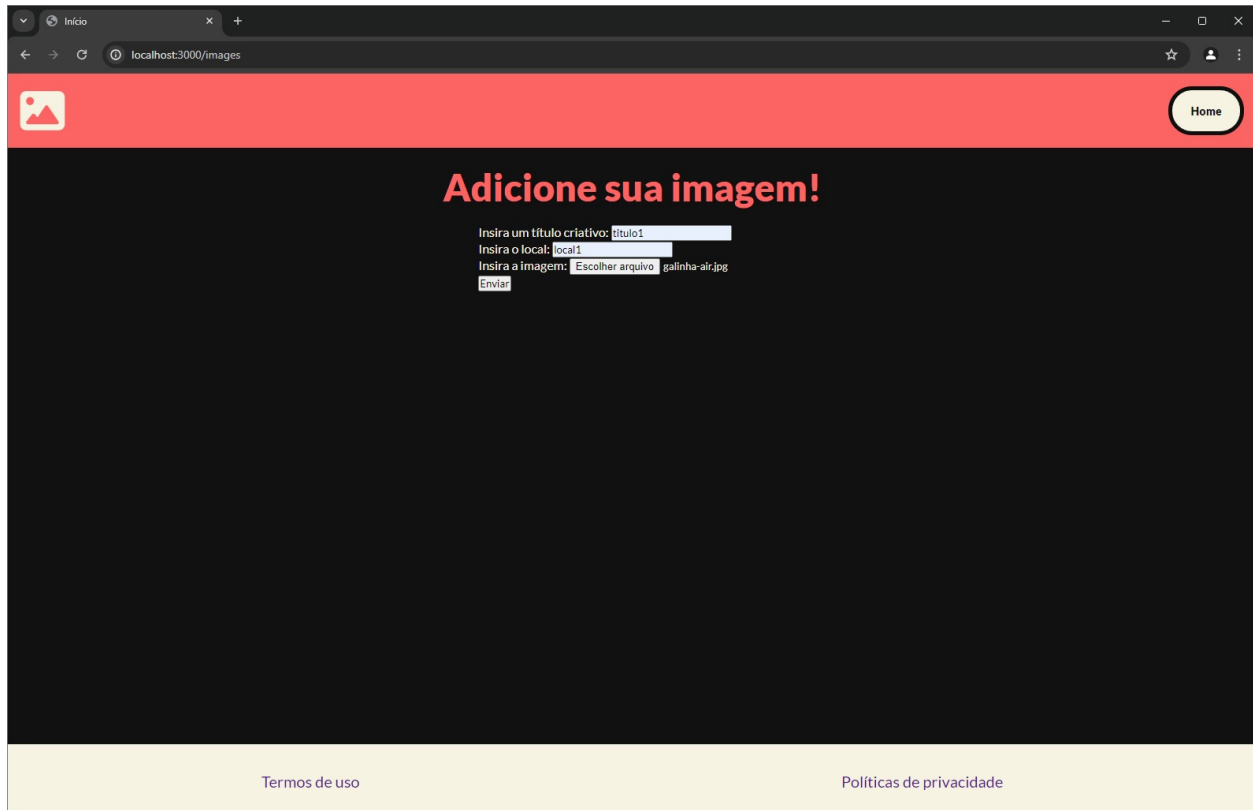 Início
localhost:3000/images
Home
Adicione sua imagem!
Insira um título criativo: titulo1
Insira o local: local1
Insira a imagem: Escolher arquivo galinha-air.jpg
Enviar
Termos de uso Políticas de privacidade